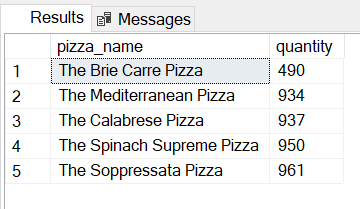 Results Messages
pizza_name quantity
1 The Brie Carre Pizza 490
2 The Mediterranean Pizza 934
3 The Calabrese Pizza 937
4 The Spinach Supreme Pizza 950
5 The Soppressata Pizza 961